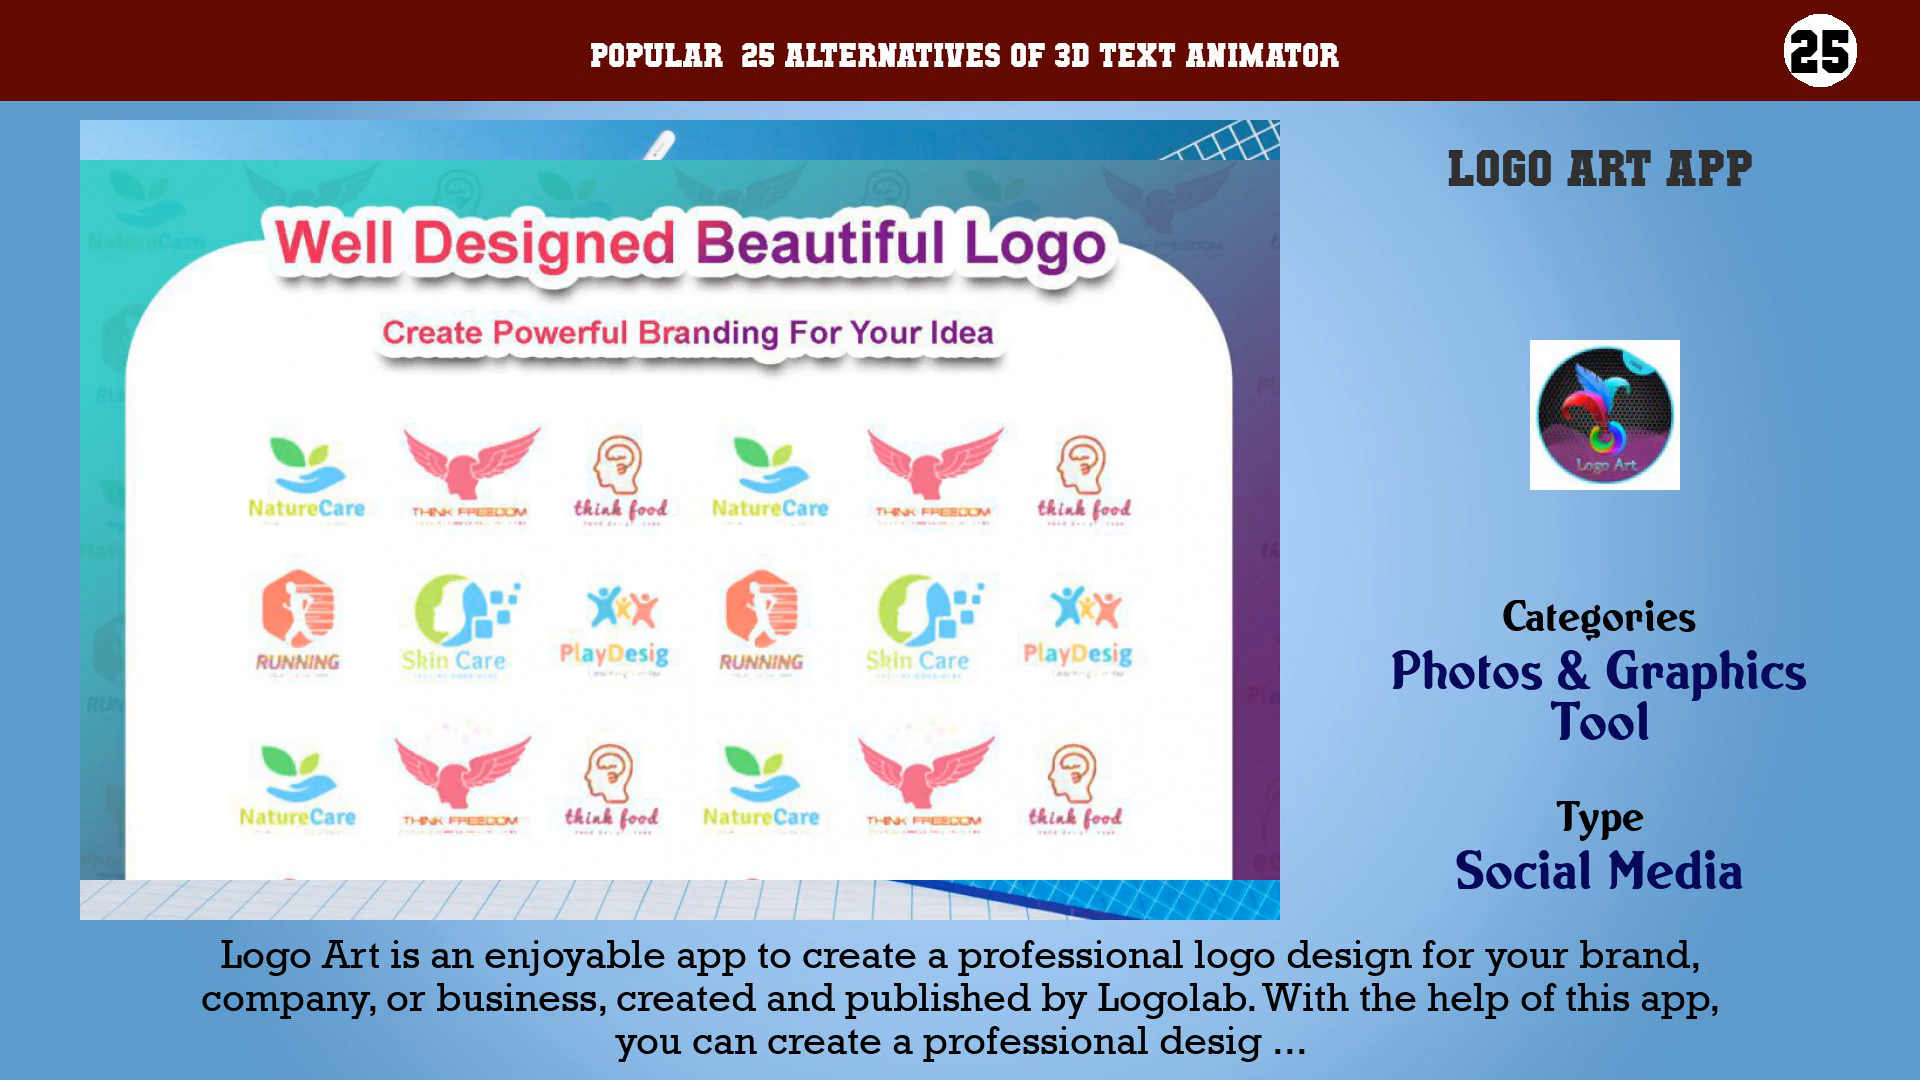 POPULAR 25 ALTERNATIVES OF 3D TEXT ANIMATOR
25
LOGO ART APP
Well Designed Beautiful Logo
Create Powerful Branding For Your Idea
NatureCare THINK FREEDOM think food NatureCare THINK FREEDOM think food
RUNNING Skin Care PlayDesig RUNNING Skin Care PlayDesig
NatureCare THINK FREEDOM think food NatureCare THINK FREEDOM think food
Logo Art
Categories
Photos & Graphics
Tool
Type
Social Media
Logo Art is an enjoyable app to create a professional logo design for your brand,
company, or business, created and published by Logolab. With the help of this app,
you can create a professional desig ...